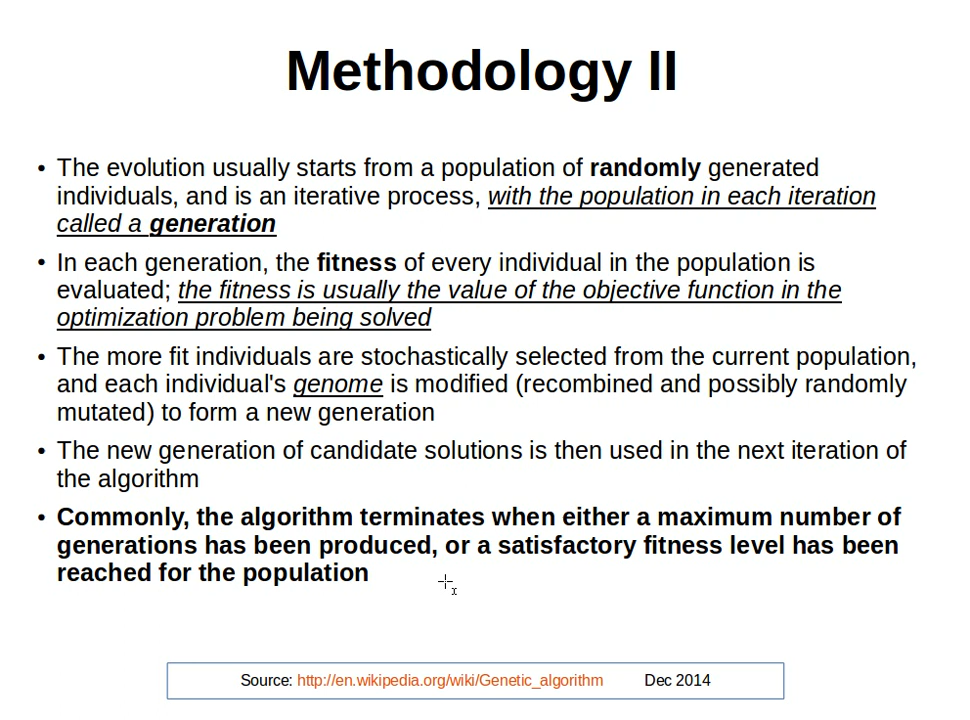 Methodology II
• The evolution usually starts from a population of randomly generated
individuals, and is an iterative process, with the population in each iteration
called a generation
• In each generation, the fitness of every individual in the population is
evaluated; the fitness is usually the value of the objective function in the
optimization problem being solved
• The more fit individuals are stochastically selected from the current population,
and each individual's genome is modified (recombined and possibly randomly
mutated) to form a new generation
• The new generation of candidate solutions is then used in the next iteration of
the algorithm
• Commonly, the algorithm terminates when either a maximum number of
generations has been produced, or a satisfactory fitness level has been
reached for the population
Source: http://en.wikipedia.org/wiki/Genetic_algorithm Dec 2014